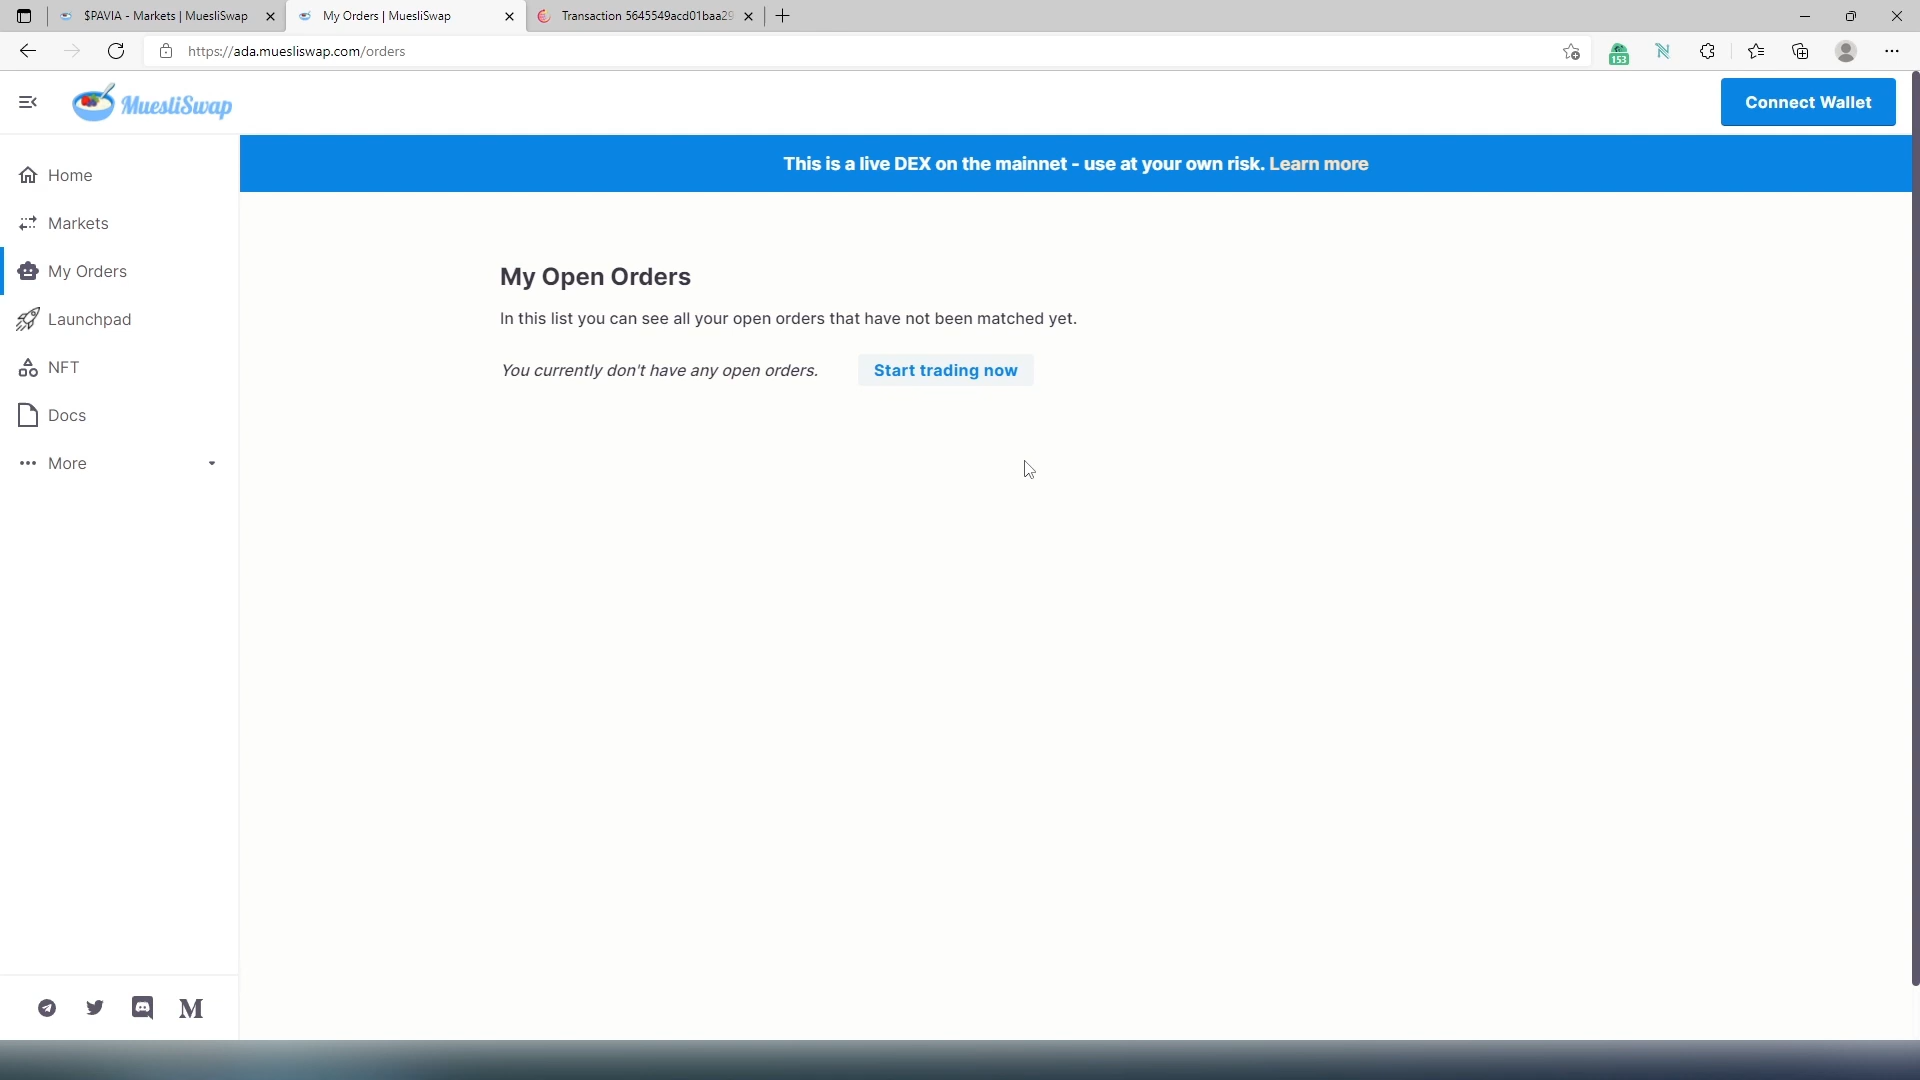 $PAVIA - Markets | MuesliSwap
My Orders | MuesliSwap
Transaction 5645549acd01baa29
https://ada.muesliswap.com/orders
153
MuesliSwap
Connect Wallet
This is a live DEX on the mainnet - use at your own risk. Learn more
Home
Markets
My Orders
Launchpad
NFT
Docs
More
My Open Orders
In this list you can see all your open orders that have not been matched yet.
You currently don't have any open orders.
Start trading now